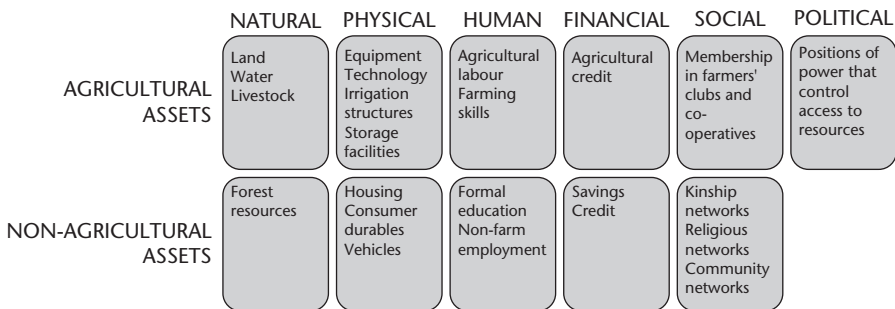 NATURAL PHYSICAL HUMAN FINANCIAL SOCIAL POLITICAL
AGRICULTURAL
ASSETS
Land
Water
Livestock
Equipment
Technology
Irrigation
structures
Storage
facilities
Agricultural
labour
Farming
skills
Agricultural
credit
Membership
in farmers'
clubs and
co-
operatives
Positions of
power that
control
access to
resources
NON-AGRICULTURAL
ASSETS
Forest
resources
Housing
Consumer
durables
Vehicles
Formal
education
Non-farm
employment
Savings
Credit
Kinship
networks
Religious
networks
Community
networks